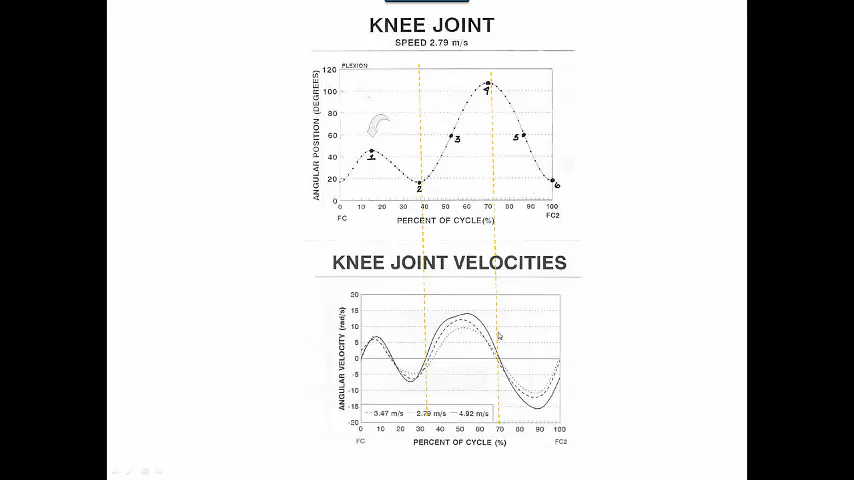 KNEE JOINT
SPEED 2.79 m/s
FLEXION
ANGULAR POSITION (DEGREES)
120
100
80
60
40
20
0
1
2
3
4
5
6
0 10 20 30 40 50 60 70 80 90 100
FC
FC2
PERCENT OF CYCLE(%)
KNEE JOINT VELOCITIES
ANGULAR VELOCITY (rad/s)
20
15
10
5
0
-5
-10
-15
-20
3.47 m/s 2.79 m/s 4.92 m/s
0 10 20 30 40 50 60 70 80 90 100
FC
FC2
PERCENT OF CYCLE (%)